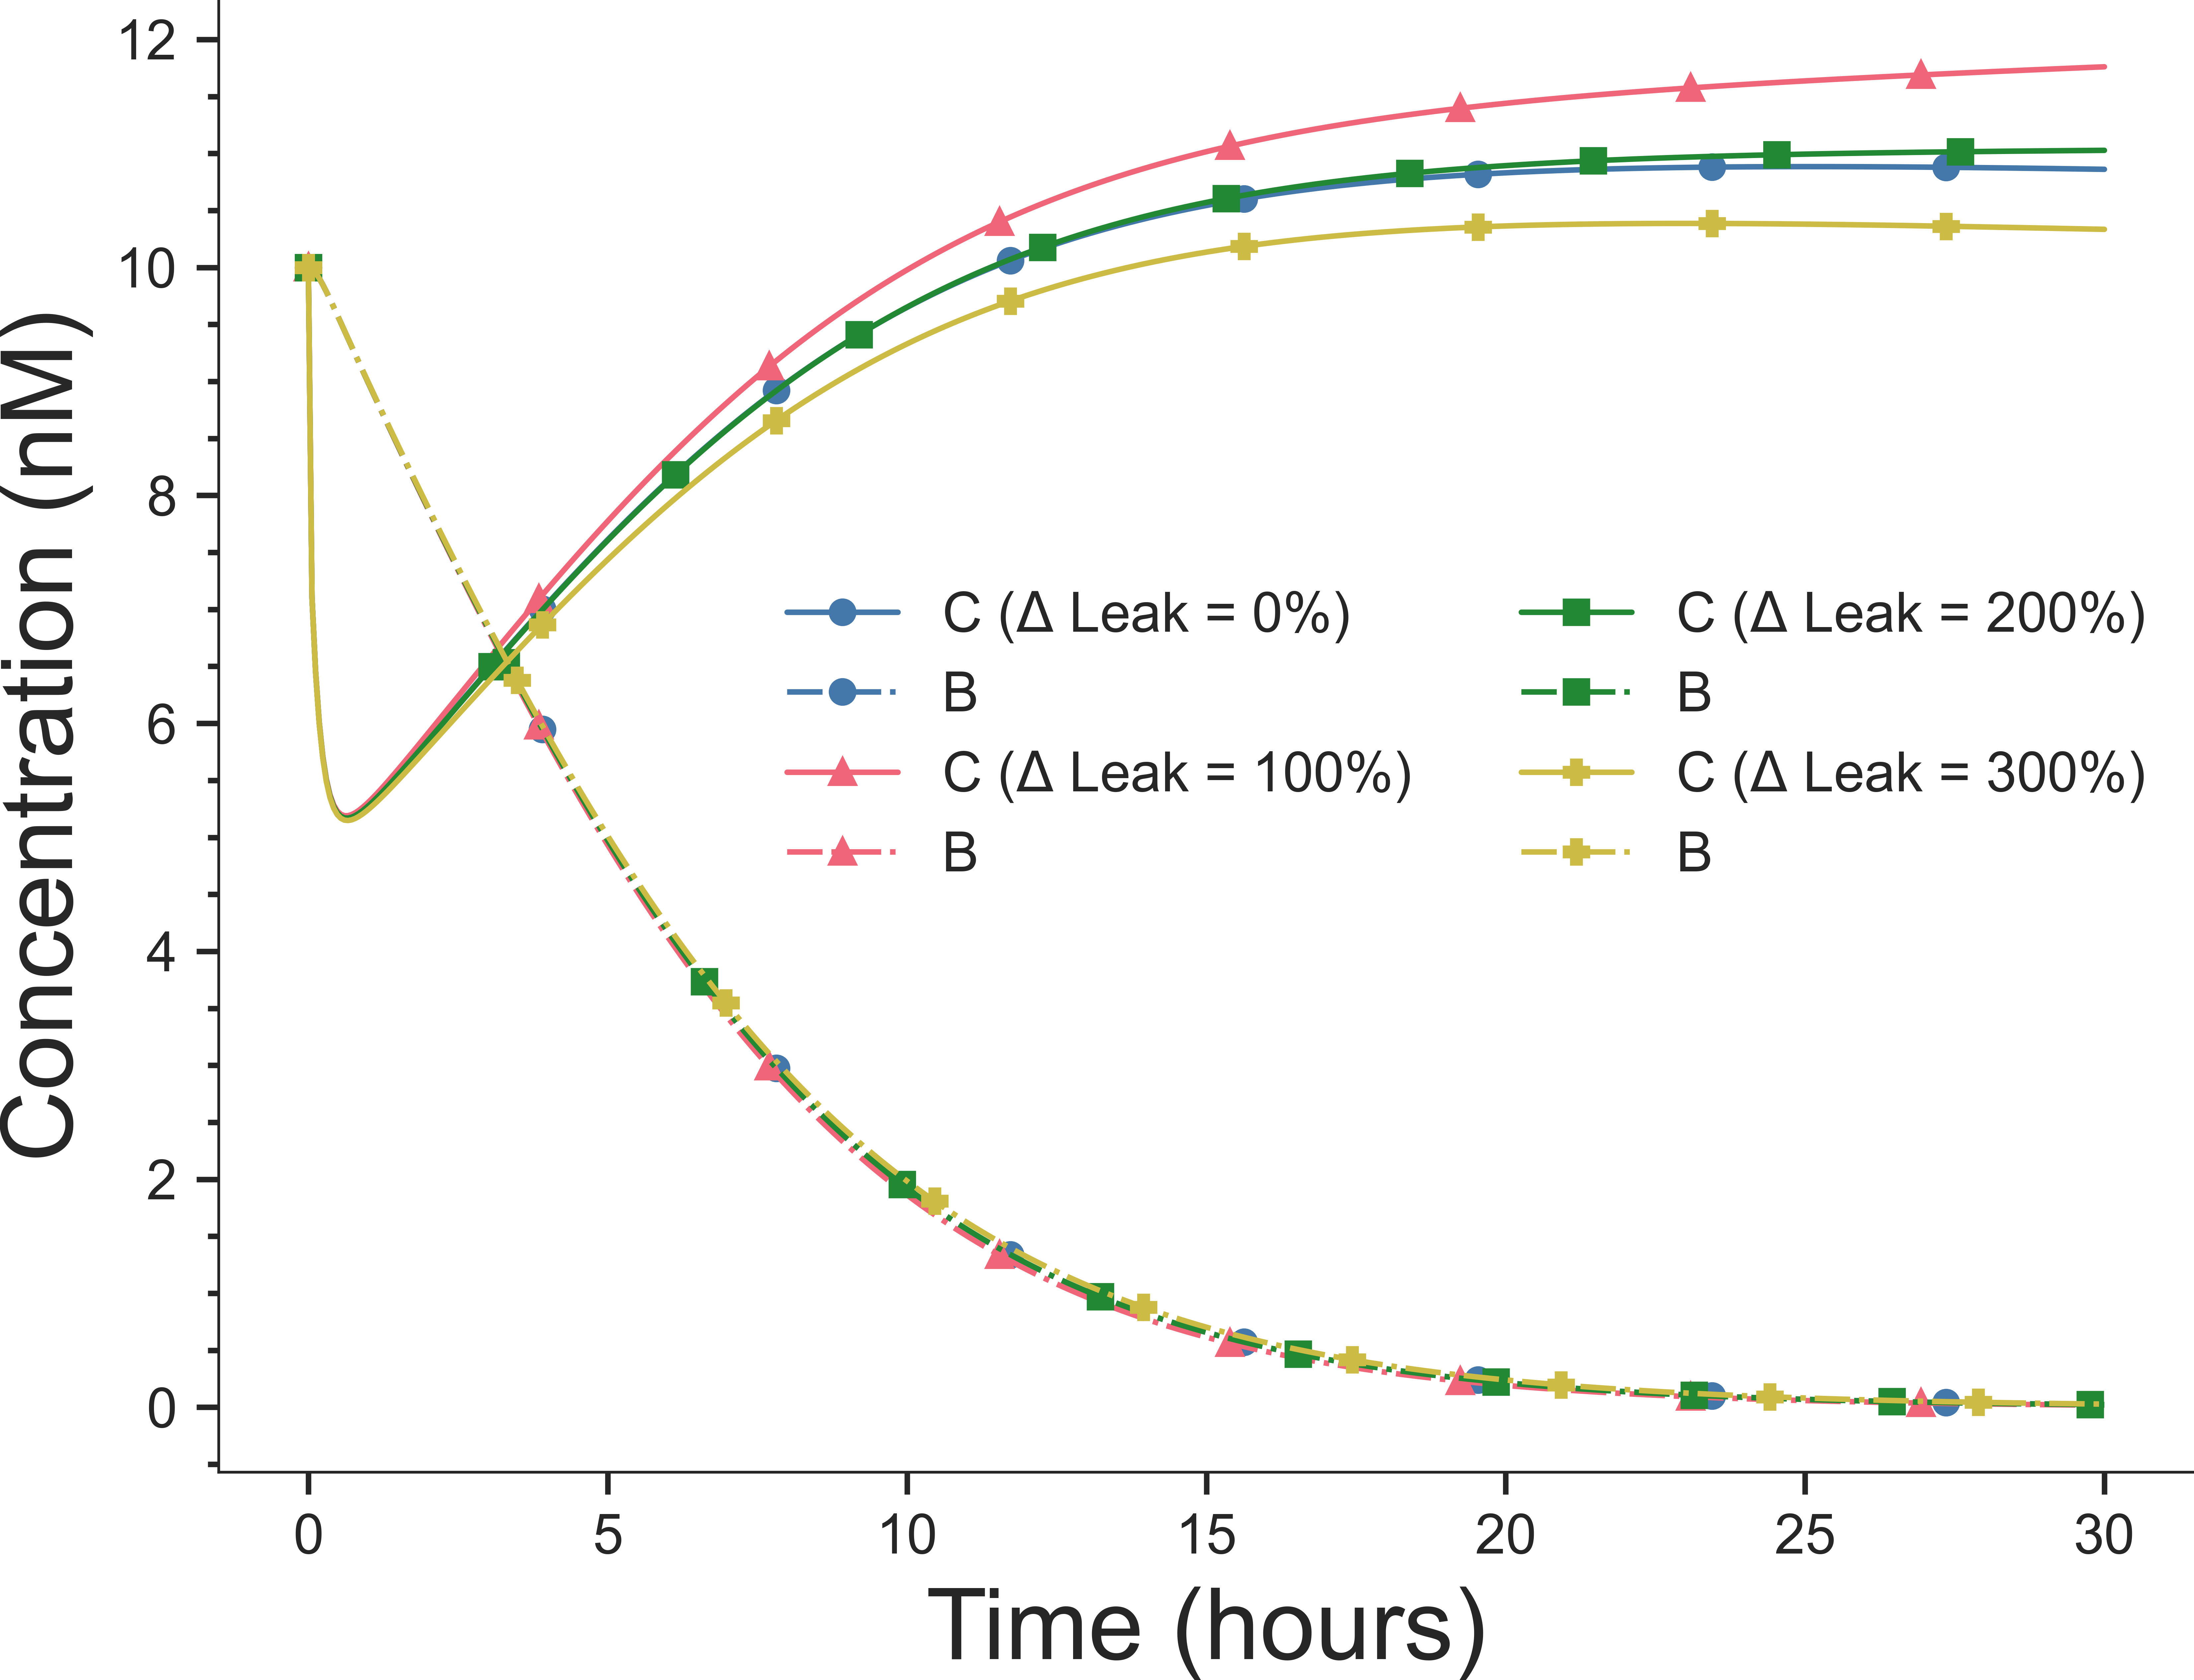 Concentration (nM)
12
10
8
6
4
2
0
C (Δ Leak = 0%)
B
C (Δ Leak = 100%)
B
C (Δ Leak = 200%)
B
C (Δ Leak = 300%)
B
0 5 10 15 20 25 30
Time (hours)